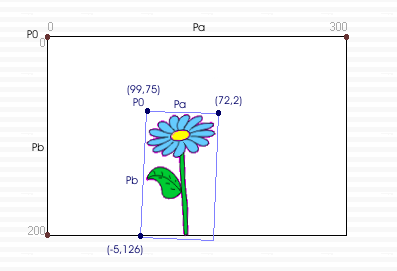 0 Pa 300
P0
0
(99,75)
P0 Pa (72,2)
Pb
Pb
200
(-5,126)